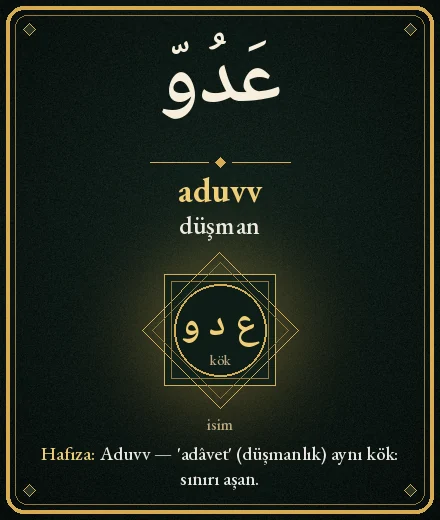 عَدُوّ
aduvv
düşman
ع د و
kök
isim
Hafıza: Aduvv — 'adâvet' (düşmanlık) aynı kök:
sınırı aşan.